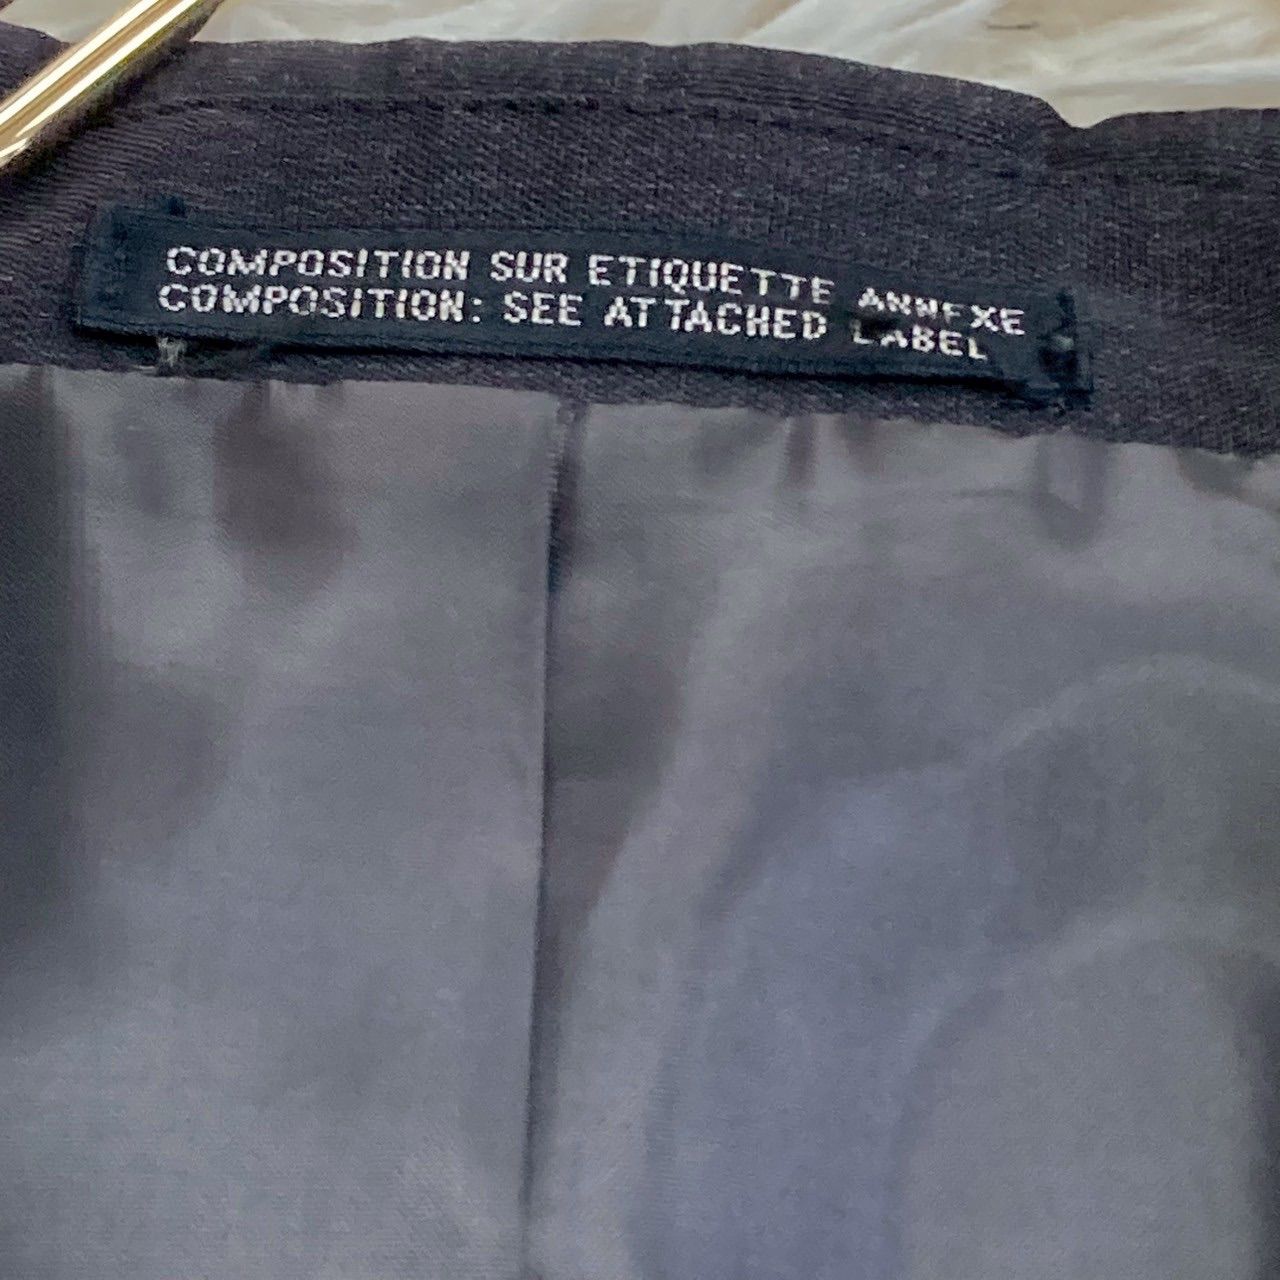 COMPOSITION SUR ETIQUETTE ANNEXE
COMPOSITION: SEE ATTACHED LABEL